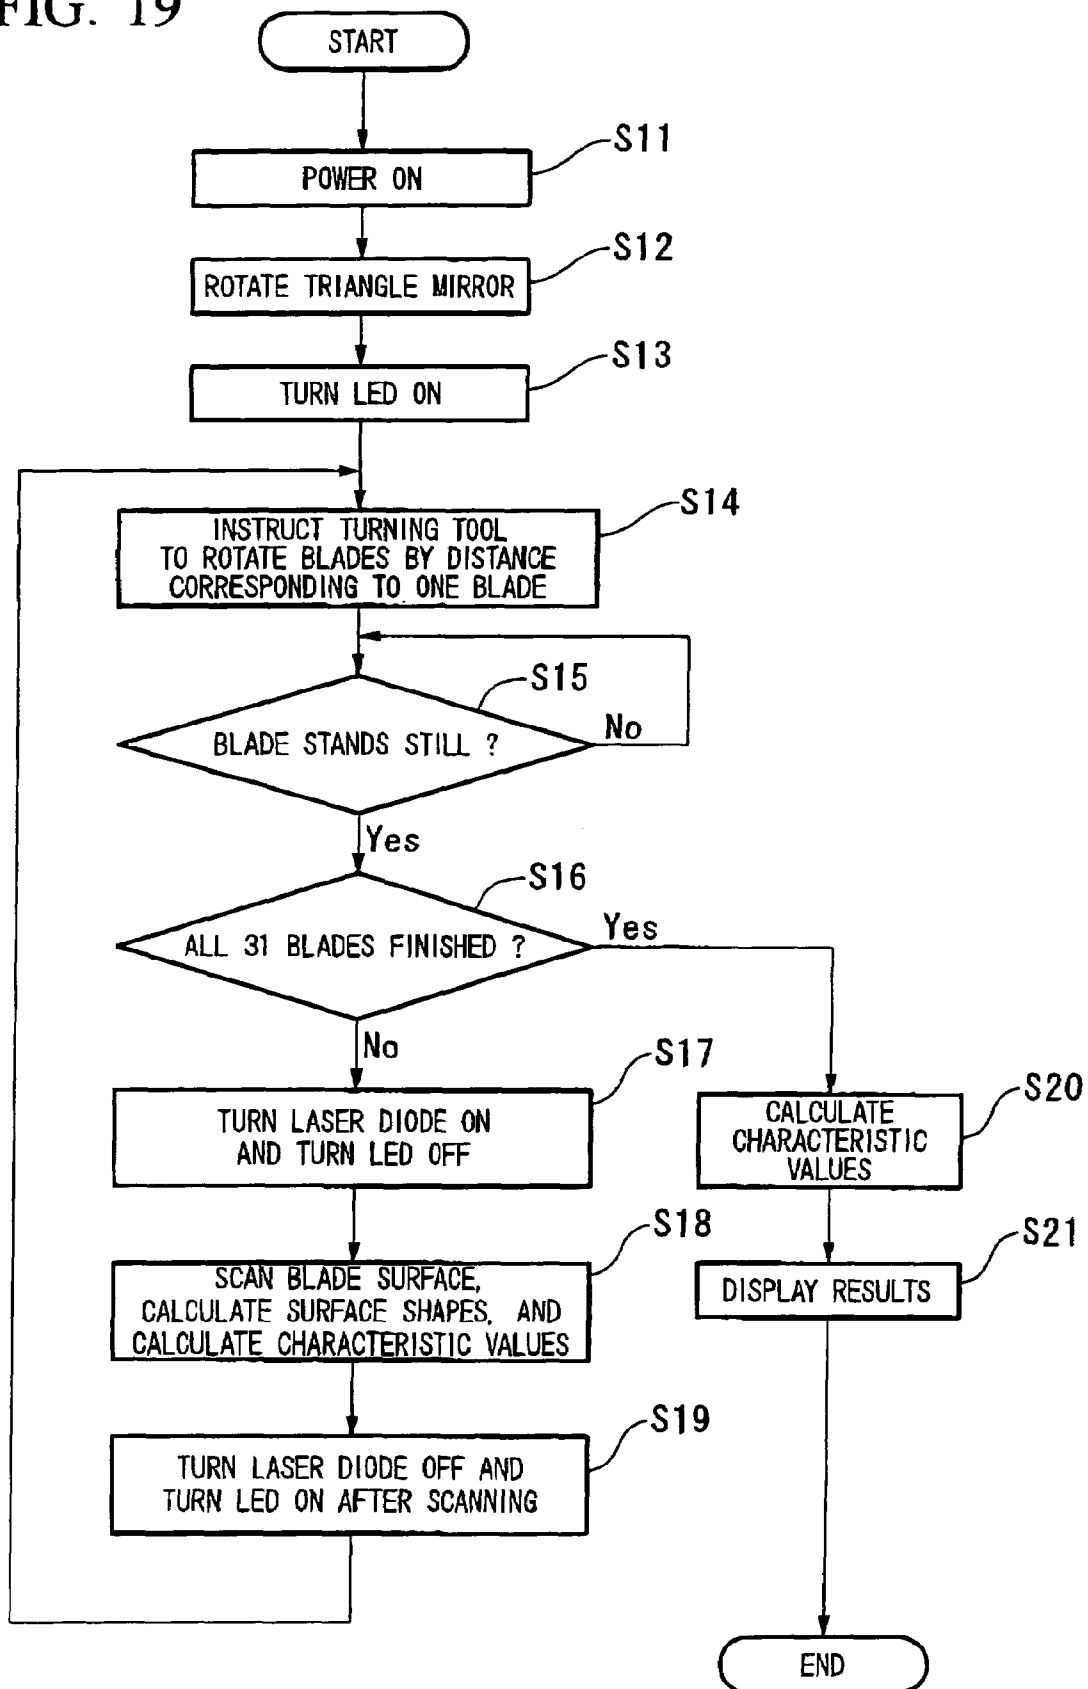 FIG. 19
START
S11
POWER ON
S12
ROTATE TRIANGLE MIRROR
S13
TURN LED ON
S14
INSTRUCT TURNING TOOL
TO ROTATE BLADES BY DISTANCE
CORRESPONDING TO ONE BLADE
S15
BLADE STANDS STILL ?
No
Yes
S16
ALL 31 BLADES FINISHED ?
Yes
No
S17
TURN LASER DIODE ON
AND TURN LED OFF
S20
CALCULATE
CHARACTERISTIC
VALUES
S18
SCAN BLADE SURFACE,
CALCULATE SURFACE SHAPES, AND
CALCULATE CHARACTERISTIC VALUES
S21
DISPLAY RESULTS
S19
TURN LASER DIODE OFF AND
TURN LED ON AFTER SCANNING
END